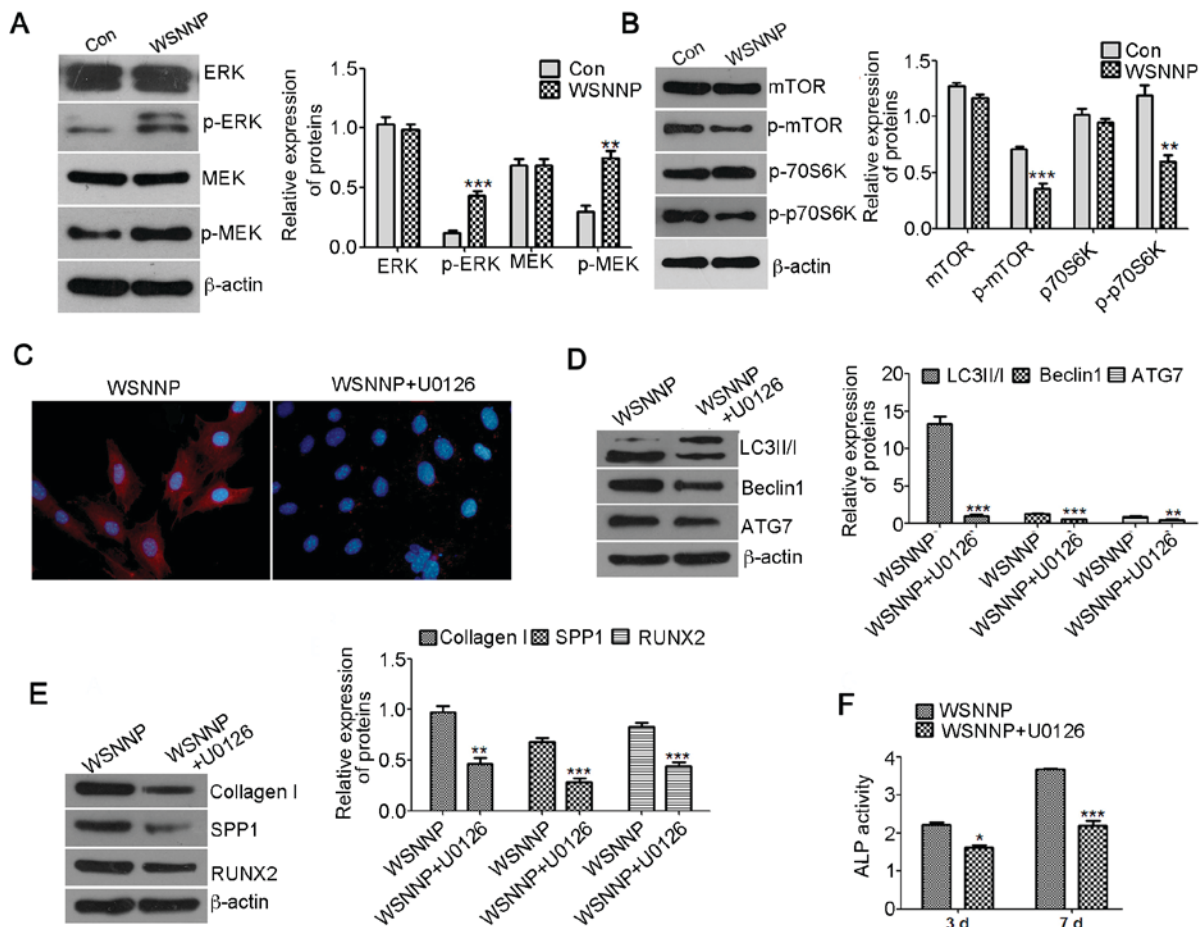 A
Con
WSNNP
ERK
p-ERK
MEK
p-MEK
β-actin
Relative expression
of proteins
1.5
1.0
0.5
0.0
Con
WSNNP
***
**
ERK
p-ERK
MEK
p-MEK
B
Con
WSNNP
mTOR
p-mTOR
p-70S6K
p-p70S6K
β-actin
Relative expression
of proteins
1.5
1.0
0.5
0.0
Con
WSNNP
***
**
mTOR
p-mTOR
p70S6K
p-p70S6K
C
WSNNP
WSNNP+U0126
D
WSNNP
WSNNP
+U0126
LC3II/I
Beclin1
ATG7
β-actin
LC3II/I
Beclin1
ATG7
Relative expression
of proteins
20
15
10
5
0
***
***
**
WSNNP
WSNNP+U0126
WSNNP
WSNNP+U0126
WSNNP
WSNNP+U0126
E
WSNNP
WSNNP
+U0126
Collagen I
SPP1
RUNX2
β-actin
Collagen I
SPP1
RUNX2
Relative expression
of proteins
1.5
1.0
0.5
0.0
**
***
***
WSNNP
WSNNP+U0126
WSNNP
WSNNP+U0126
WSNNP
WSNNP+U0126
F
WSNNP
WSNNP+U0126
ALP activity
4
3
2
1
0
*
***
3 d
7 d